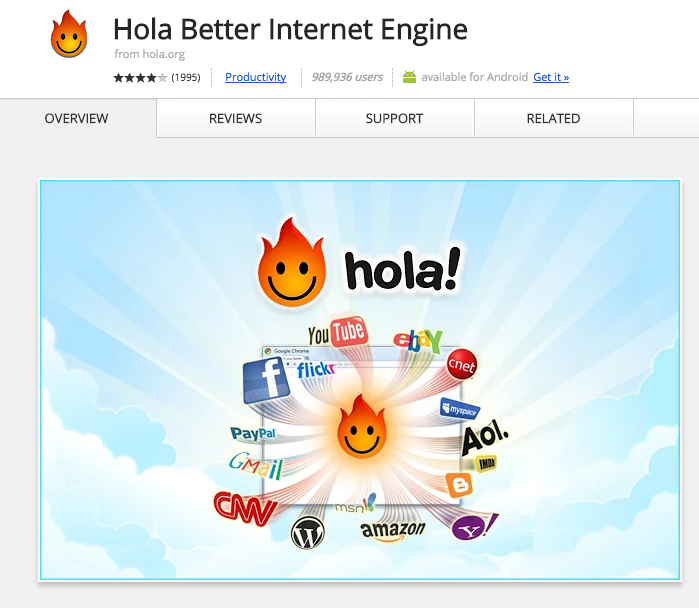 Hola Better Internet Engine
from hola.org
(1995) Productivity 989,936 users available for Android Get it »
OVERVIEW REVIEWS SUPPORT RELATED
hola!
YouTube ebay
Google Chrome
f flickr cnet
myspace
PayPal Aol.
GMail IMDb
CNN msn
W amazon Y!